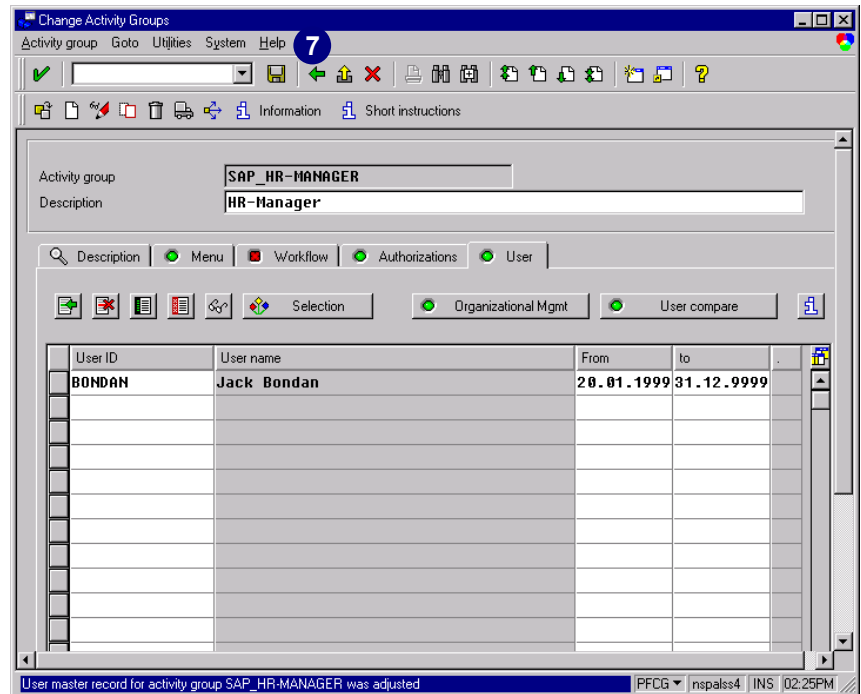 Change Activity Groups
Activity group Goto Utilities System Help
7
Information Short instructions
Activity group SAP_HR-MANAGER
Description HR-Manager
Description Menu Workflow Authorizations User
Selection Organizational Mgmt User compare
User ID User name From to .
BONDAN Jack Bondan 20.01.1999 31.12.9999
User master record for activity group SAP_HR-MANAGER was adjusted PFCG nspalss4 INS 02:25PM